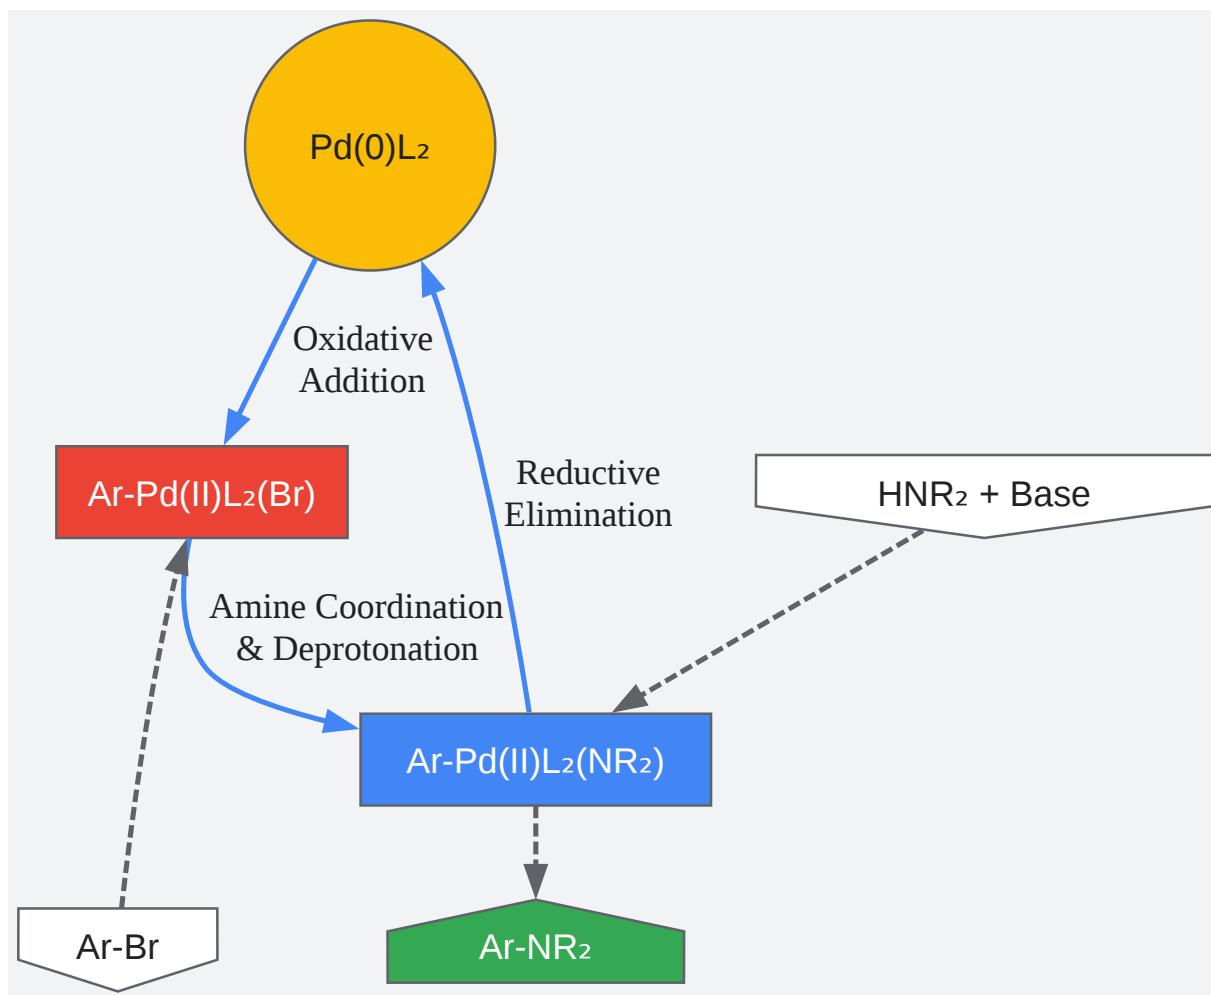 Pd(0)L₂
Oxidative
Addition
Reductive
Elimination
Ar-Pd(II)L₂(Br)
HNR₂ + Base
Amine Coordination
& Deprotonation
Ar-Pd(II)L₂(NR₂)
Ar-Br
Ar-NR₂